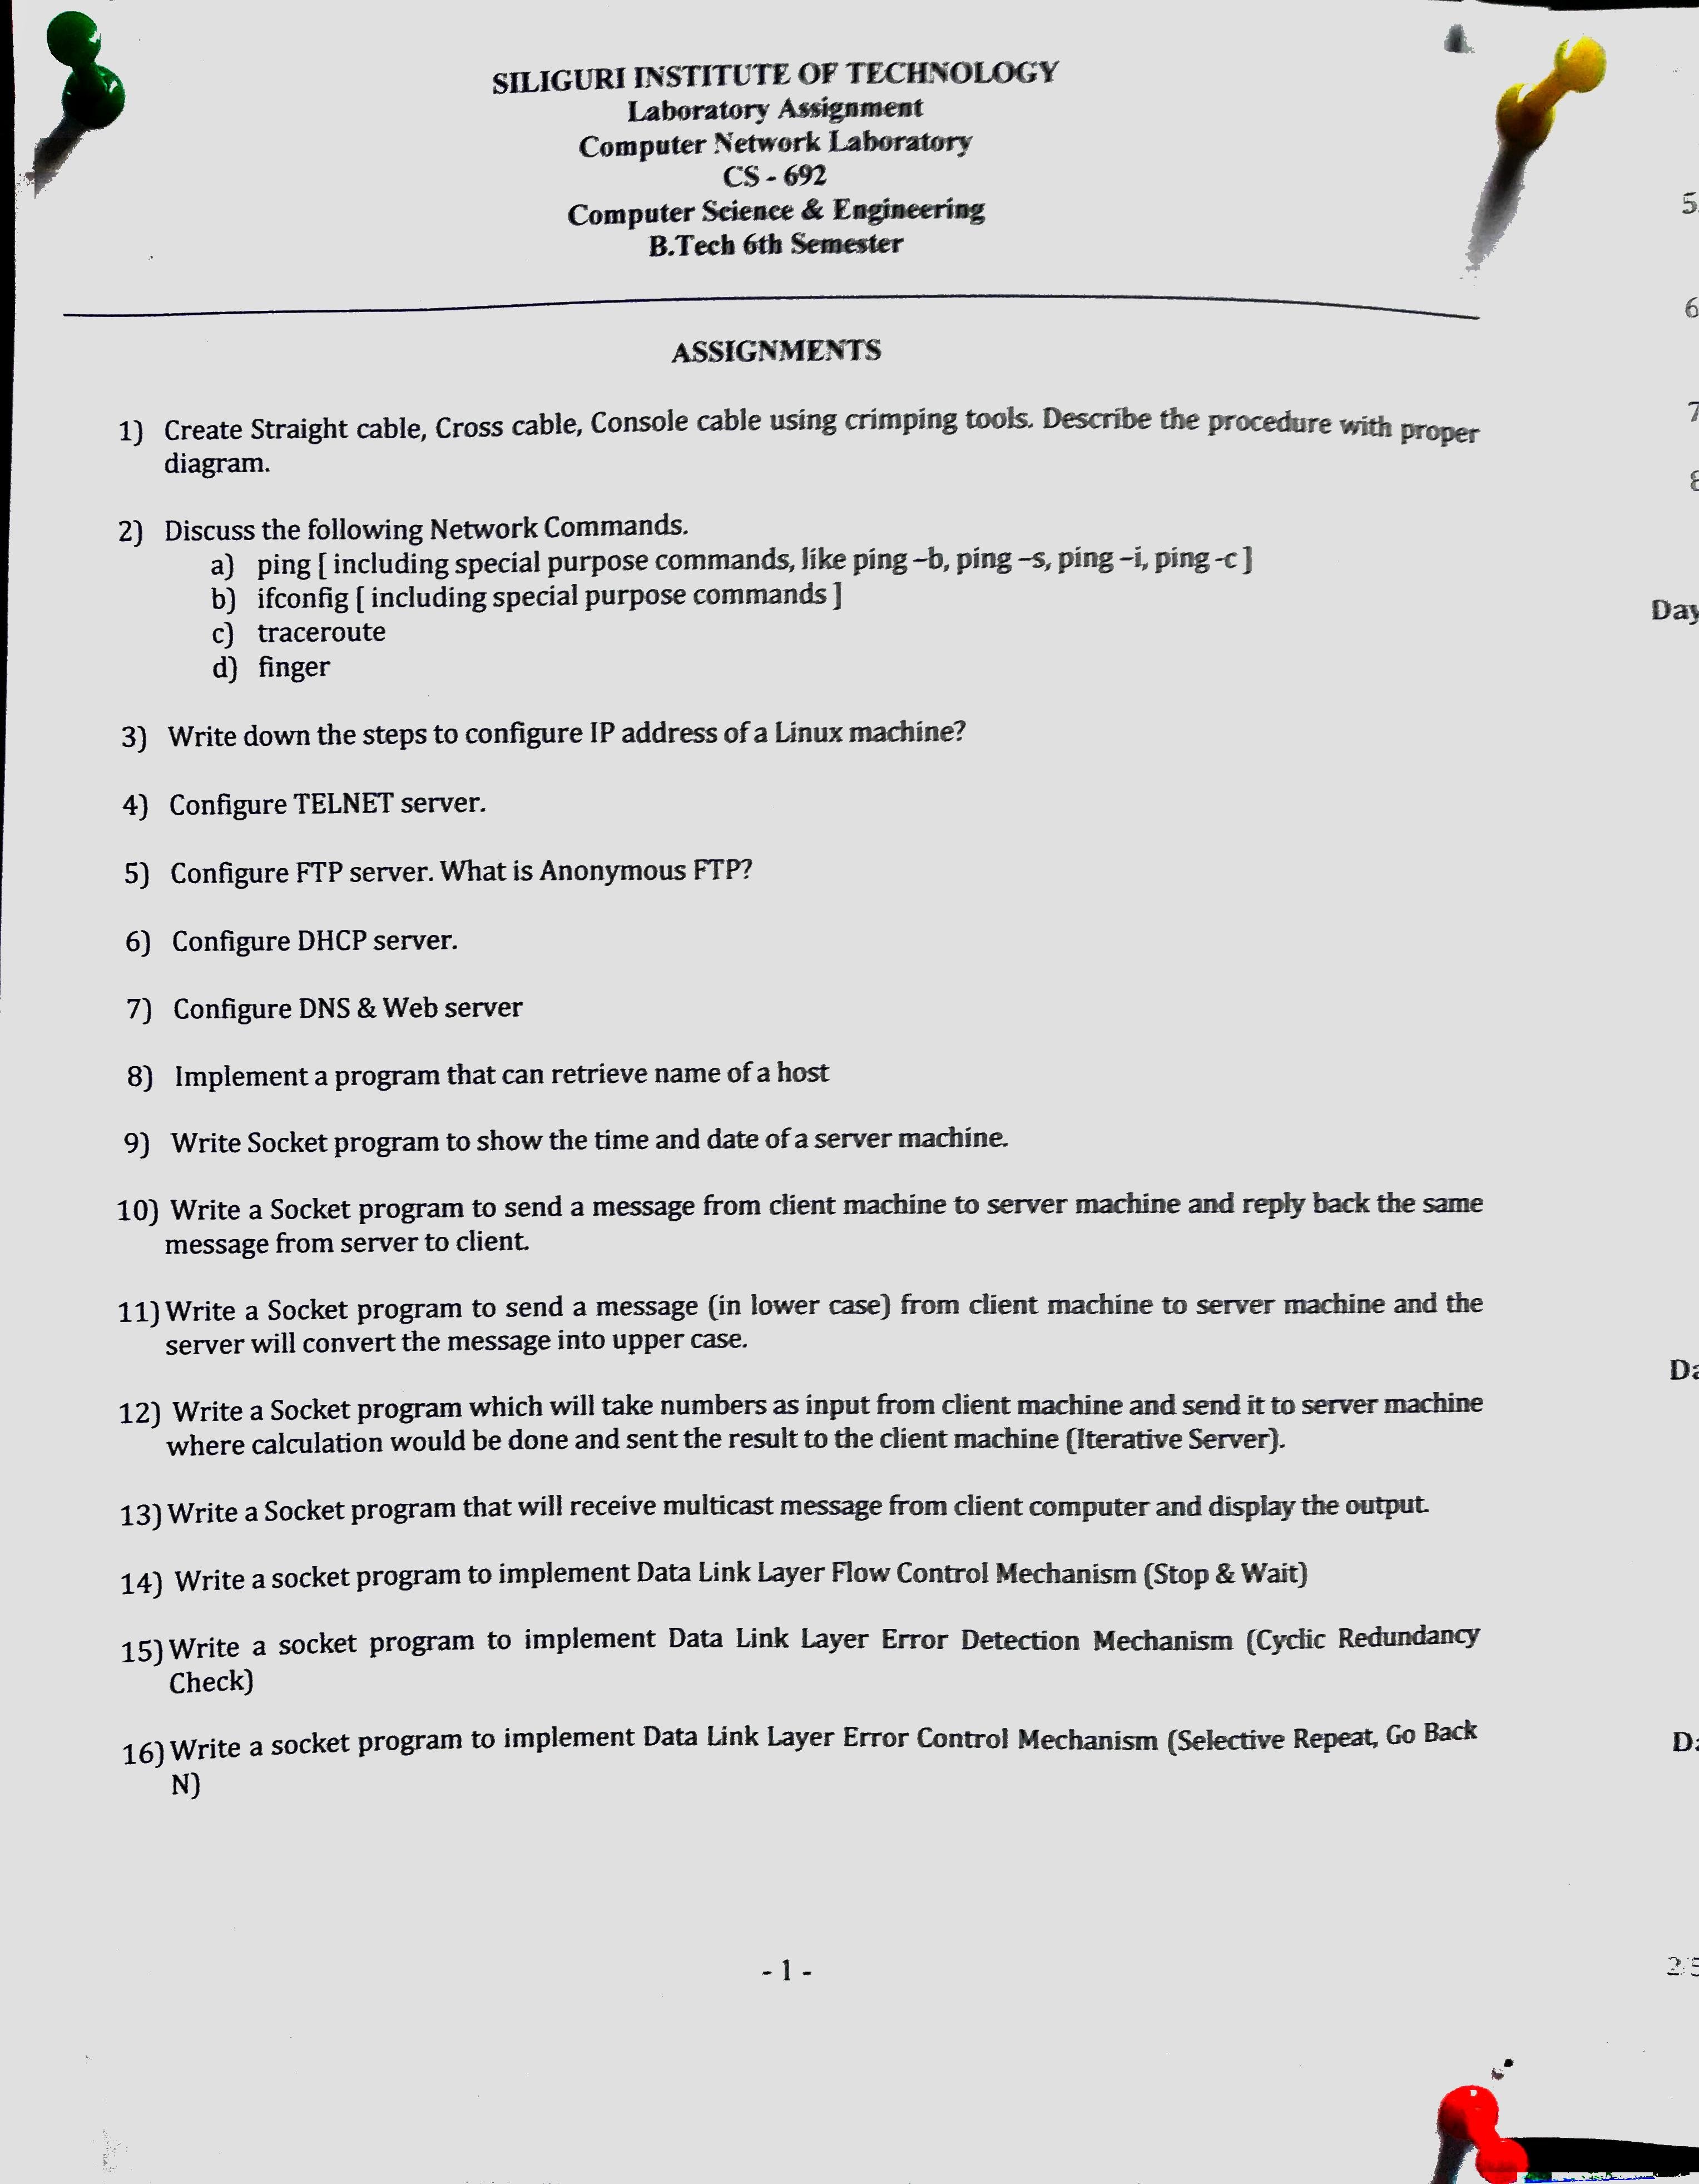 SILIGURI INSTITUTE OF TECHNOLOGY
Laboratory Assignment
Computer Network Laboratory
CS - 692
Computer Science & Engineering
B.Tech 6th Semester
ASSIGNMENTS
1) Create Straight cable, Cross cable, Console cable using crimping tools. Describe the procedure with proper
diagram.
2) Discuss the following Network Commands.
a) ping [ including special purpose commands, like ping –b, ping –s, ping –i, ping -c ]
b) ifconfig [ including special purpose commands ]
c) traceroute
d) finger
3) Write down the steps to configure IP address of a Linux machine?
4) Configure TELNET server.
5) Configure FTP server. What is Anonymous FTP?
6) Configure DHCP server.
7) Configure DNS & Web server
8) Implement a program that can retrieve name of a host
9) Write Socket program to show the time and date of a server machine.
10) Write a Socket program to send a message from client machine to server machine and reply back the same
message from server to client.
11) Write a Socket program to send a message (in lower case) from client machine to server machine and the
server will convert the message into upper case.
12) Write a Socket program which will take numbers as input from client machine and send it to server machine
where calculation would be done and sent the result to the client machine (Iterative Server).
13) Write a Socket program that will receive multicast message from client computer and display the output.
14) Write a socket program to implement Data Link Layer Flow Control Mechanism (Stop & Wait)
15) Write a socket program to implement Data Link Layer Error Detection Mechanism (Cyclic Redundancy
Check)
16) Write a socket program to implement Data Link Layer Error Control Mechanism (Selective Repeat, Go Back
N)
- 1 -
5
6
7
Day